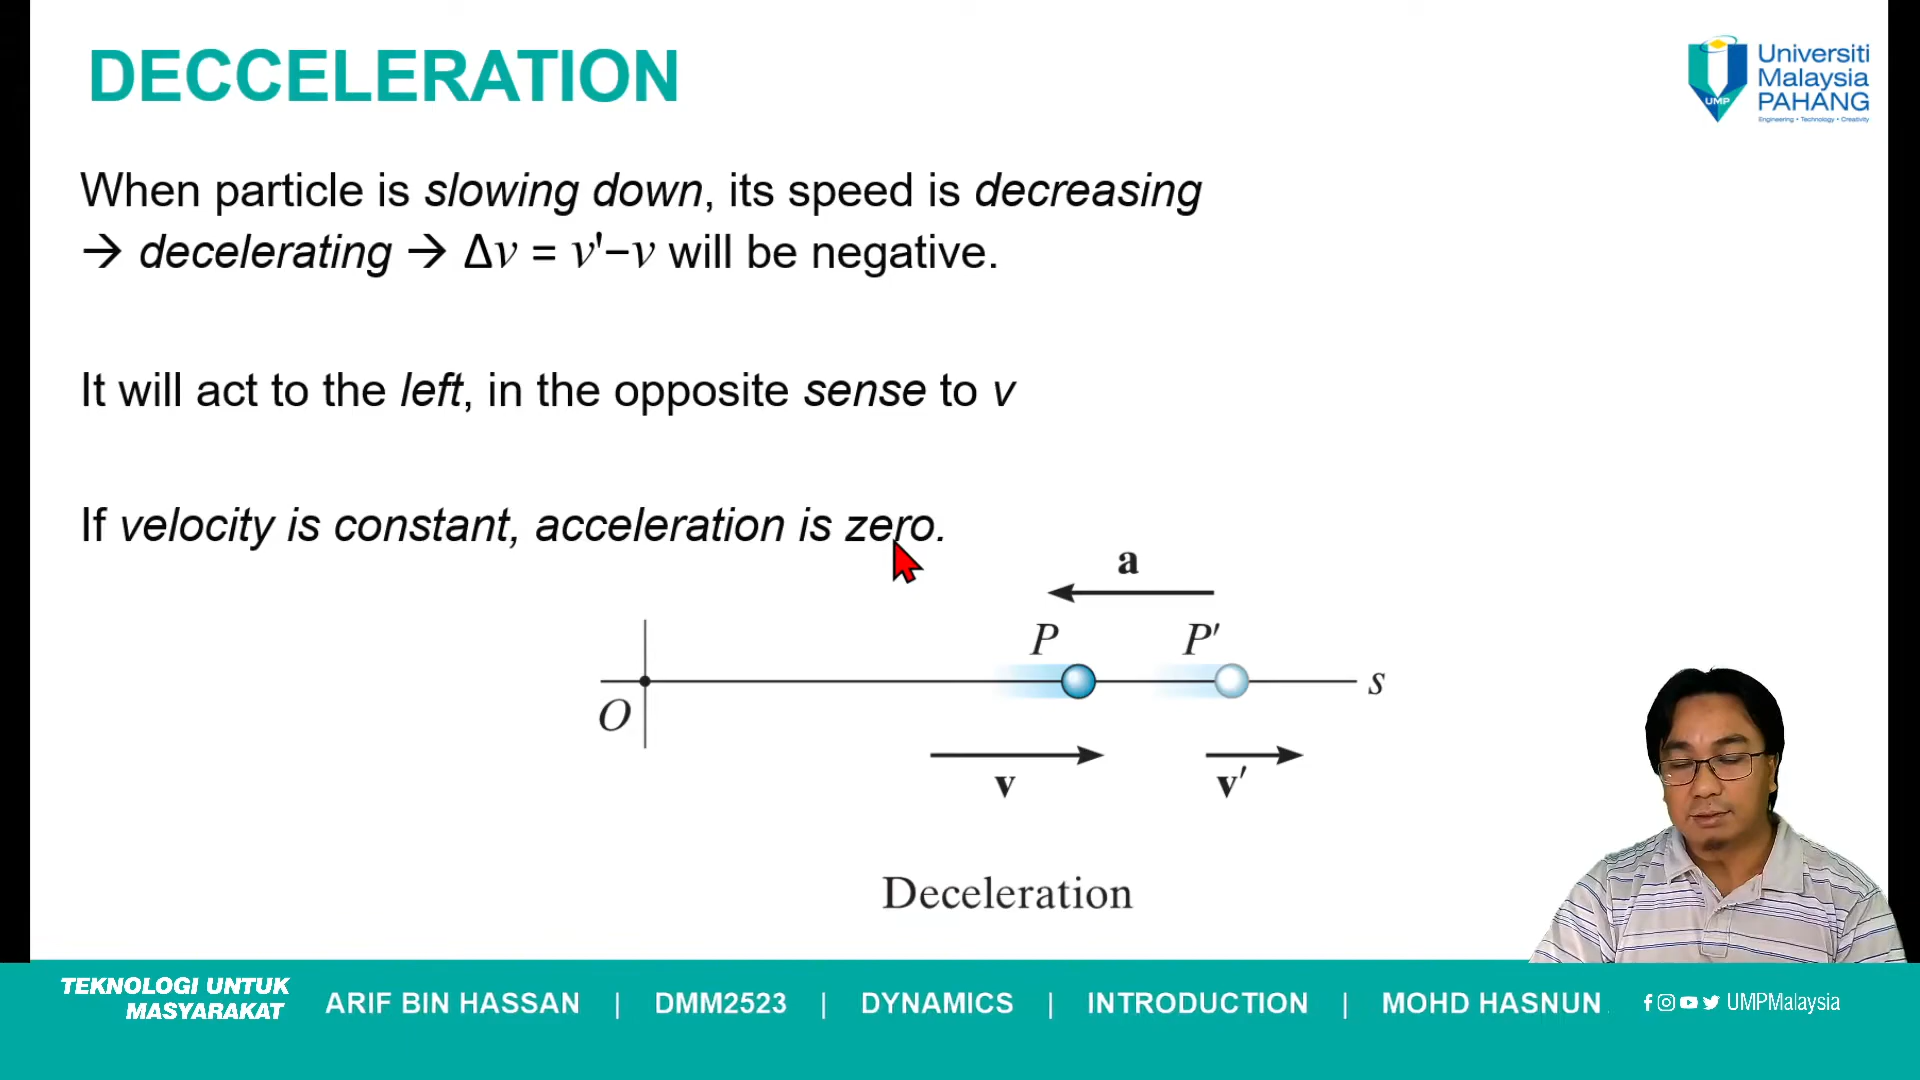 DECCELERATION
Universiti
Malaysia
PAHANG
Engineering • Technology • Creativity
UMP
When particle is slowing down, its speed is decreasing
→ decelerating → Δv = v'−v will be negative.
It will act to the left, in the opposite sense to v
If velocity is constant, acceleration is zero.
a
P P′
O
s
v v′
Deceleration
TEKNOLOGI UNTUK
MASYARAKAT
ARIF BIN HASSAN | DMM2523 | DYNAMICS | INTRODUCTION | MOHD HASNUN
UMPMalaysia